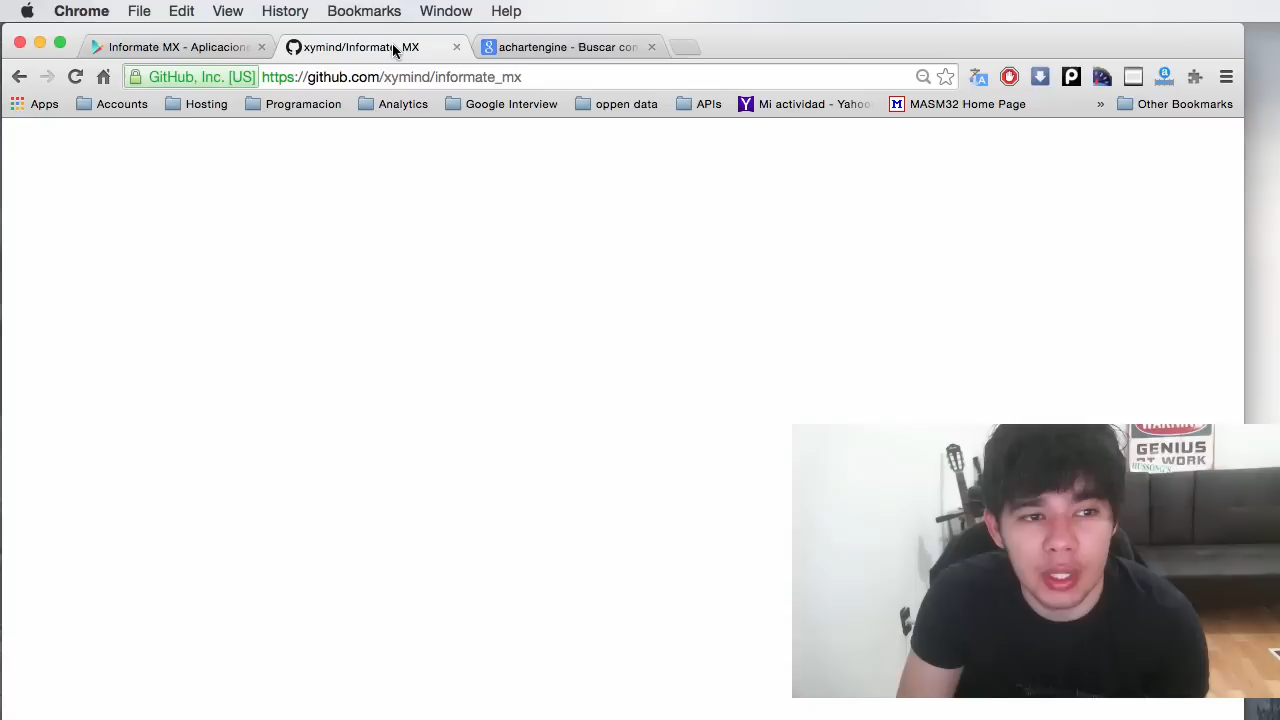 Chrome File Edit View History Bookmarks Window Help
Informate MX - Aplicacione xymind/Informate_MX achartengine - Buscar con
GitHub, Inc. [US] https://github.com/xymind/informate_mx
Apps Accounts Hosting Programacion Analytics Google Interview oppen data APIS Mi actividad - Yahoo MASM32 Home Page » Other Bookmarks
GENIUS
AT WORK
HUSSONG'S